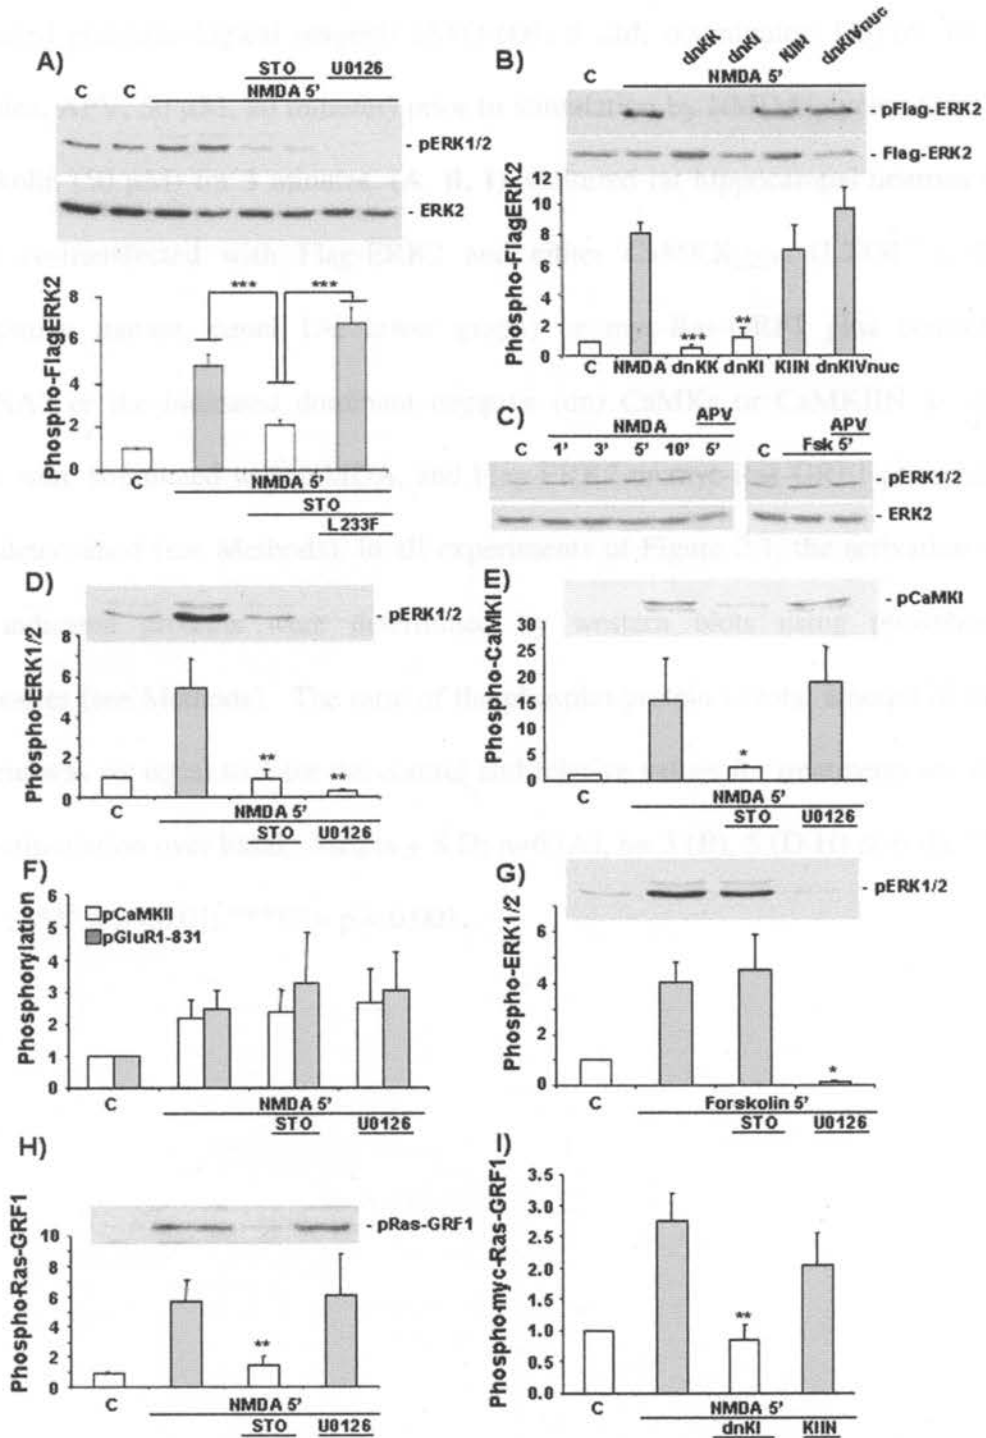 A)
STO U0126
C C NMDA 5'
- pERK1/2
- ERK2
Phospho-FlagERK2
8
6
4
2
0
*** ***
C NMDA 5'
STO
L233F
B)
dnKK dnKI KIIN dnKIVnuc
C NMDA 5'
- pFlag-ERK2
- Flag-ERK2
Phospho-FlagERK2
12
10
8
6
4
2
0
*** **
C NMDA dnKK dnKI KIIN dnKIVnuc
C)
NMDA APV
C 1' 3' 5' 10' 5'
APV
C Fsk 5'
- pERK1/2
- ERK2
D)
- pERK1/2
Phospho-ERK1/2
8
6
4
2
0
** **
C NMDA 5'
STO U0126
E)
- pCaMKI
Phospho-CaMKI
30
25
20
15
10
5
0
*
C NMDA 5'
STO U0126
F)
Phosphorylation
6
5
4
3
2
1
0
pCaMKII
pGluR1-831
C NMDA 5'
STO U0126
G)
- pERK1/2
Phospho-ERK1/2
6
4
2
0
*
C Forskolin 5'
STO U0126
H)
- pRas-GRF1
Phospho-Ras-GRF1
10
8
6
4
2
0
**
C NMDA 5'
STO U0126
I)
Phospho-myc-Ras-GRF1
3.5
3.0
2.5
2.0
1.5
1.0
0.5
0.0
**
C NMDA 5'
dnKI KIIN